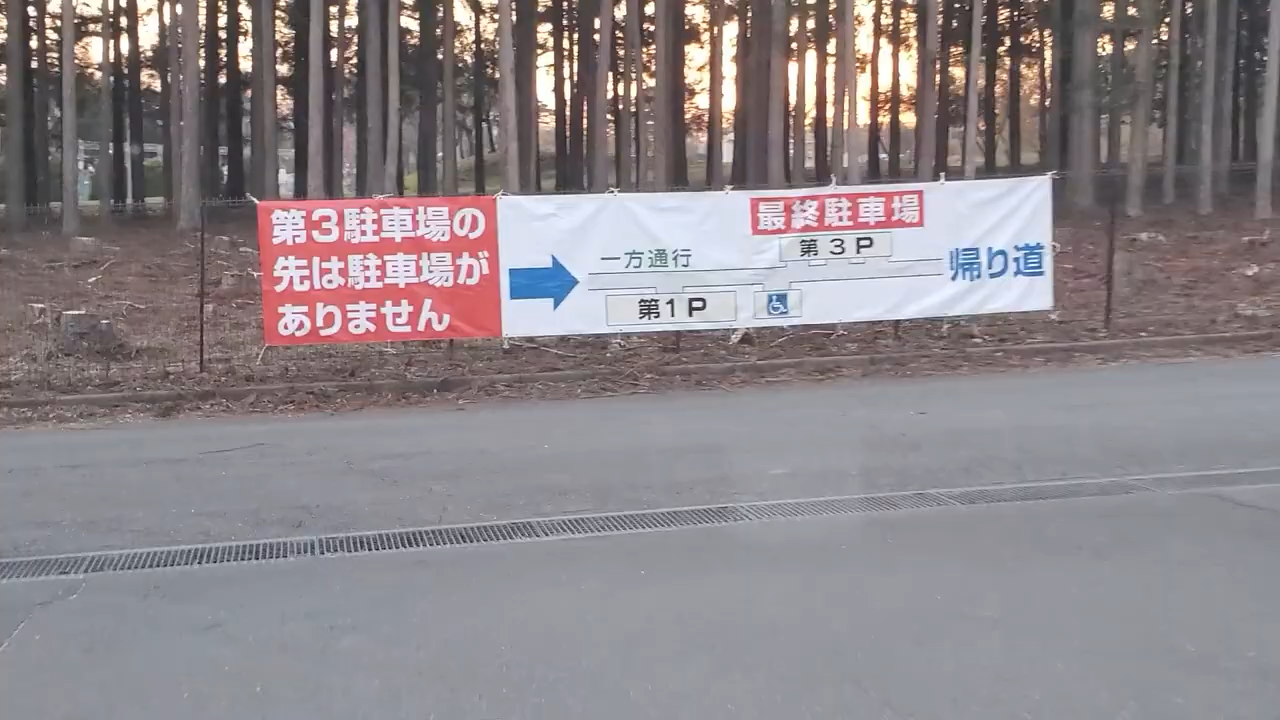 第3駐車場の
先は駐車場が
ありません
最終駐車場
第3P
一方通行
帰り道
第1P